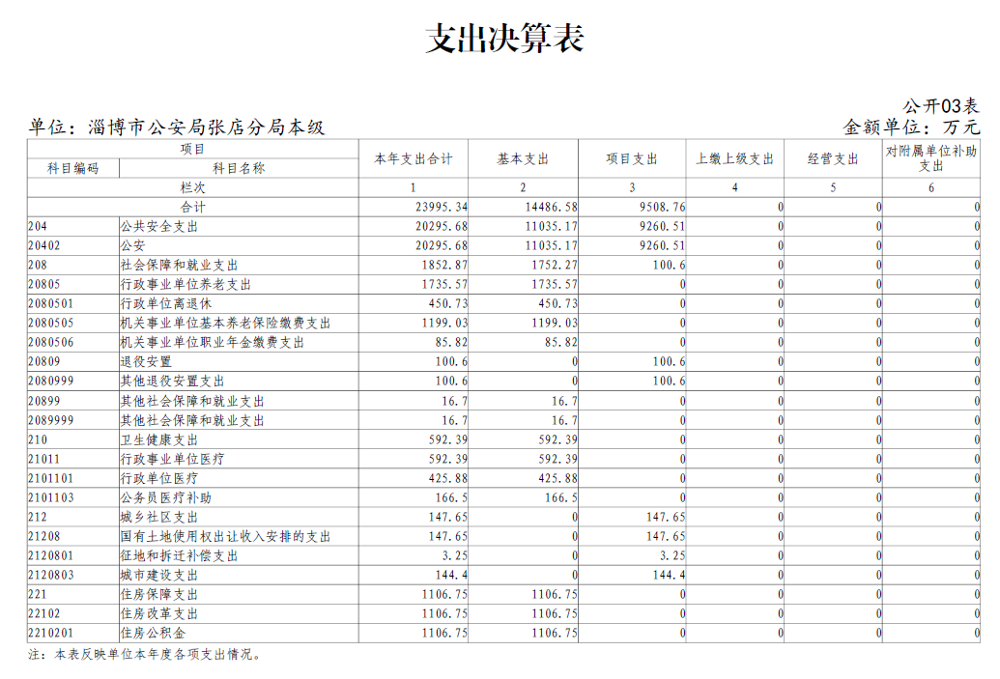 支出决算表
公开03表
单位：淄博市公安局张店分局本级 金额单位：万元
项目 本年支出合计 基本支出 项目支出 上缴上级支出 经营支出 对附属单位补助支出
科目编码 科目名称
栏次 1 2 3 4 5 6
合计 23995.34 14486.58 9508.76 0 0 0
204 公共安全支出 20295.68 11035.17 9260.51 0 0 0
20402 公安 20295.68 11035.17 9260.51 0 0 0
208 社会保障和就业支出 1852.87 1752.27 100.6 0 0 0
20805 行政事业单位养老支出 1735.57 1735.57 0 0 0 0
2080501 行政单位离退休 450.73 450.73 0 0 0 0
2080505 机关事业单位基本养老保险缴费支出 1199.03 1199.03 0 0 0 0
2080506 机关事业单位职业年金缴费支出 85.82 85.82 0 0 0 0
20809 退役安置 100.6 0 100.6 0 0 0
2080999 其他退役安置支出 100.6 0 100.6 0 0 0
20899 其他社会保障和就业支出 16.7 16.7 0 0 0 0
2089999 其他社会保障和就业支出 16.7 16.7 0 0 0 0
210 卫生健康支出 592.39 592.39 0 0 0 0
21011 行政事业单位医疗 592.39 592.39 0 0 0 0
2101101 行政单位医疗 425.88 425.88 0 0 0 0
2101103 公务员医疗补助 166.5 166.5 0 0 0 0
212 城乡社区支出 147.65 0 147.65 0 0 0
21208 国有土地使用权出让收入安排的支出 147.65 0 147.65 0 0 0
2120801 征地和拆迁补偿支出 3.25 0 3.25 0 0 0
2120803 城市建设支出 144.4 0 144.4 0 0 0
221 住房保障支出 1106.75 1106.75 0 0 0 0
22102 住房改革支出 1106.75 1106.75 0 0 0 0
2210201 住房公积金 1106.75 1106.75 0 0 0 0
注：本表反映单位本年度各项支出情况。